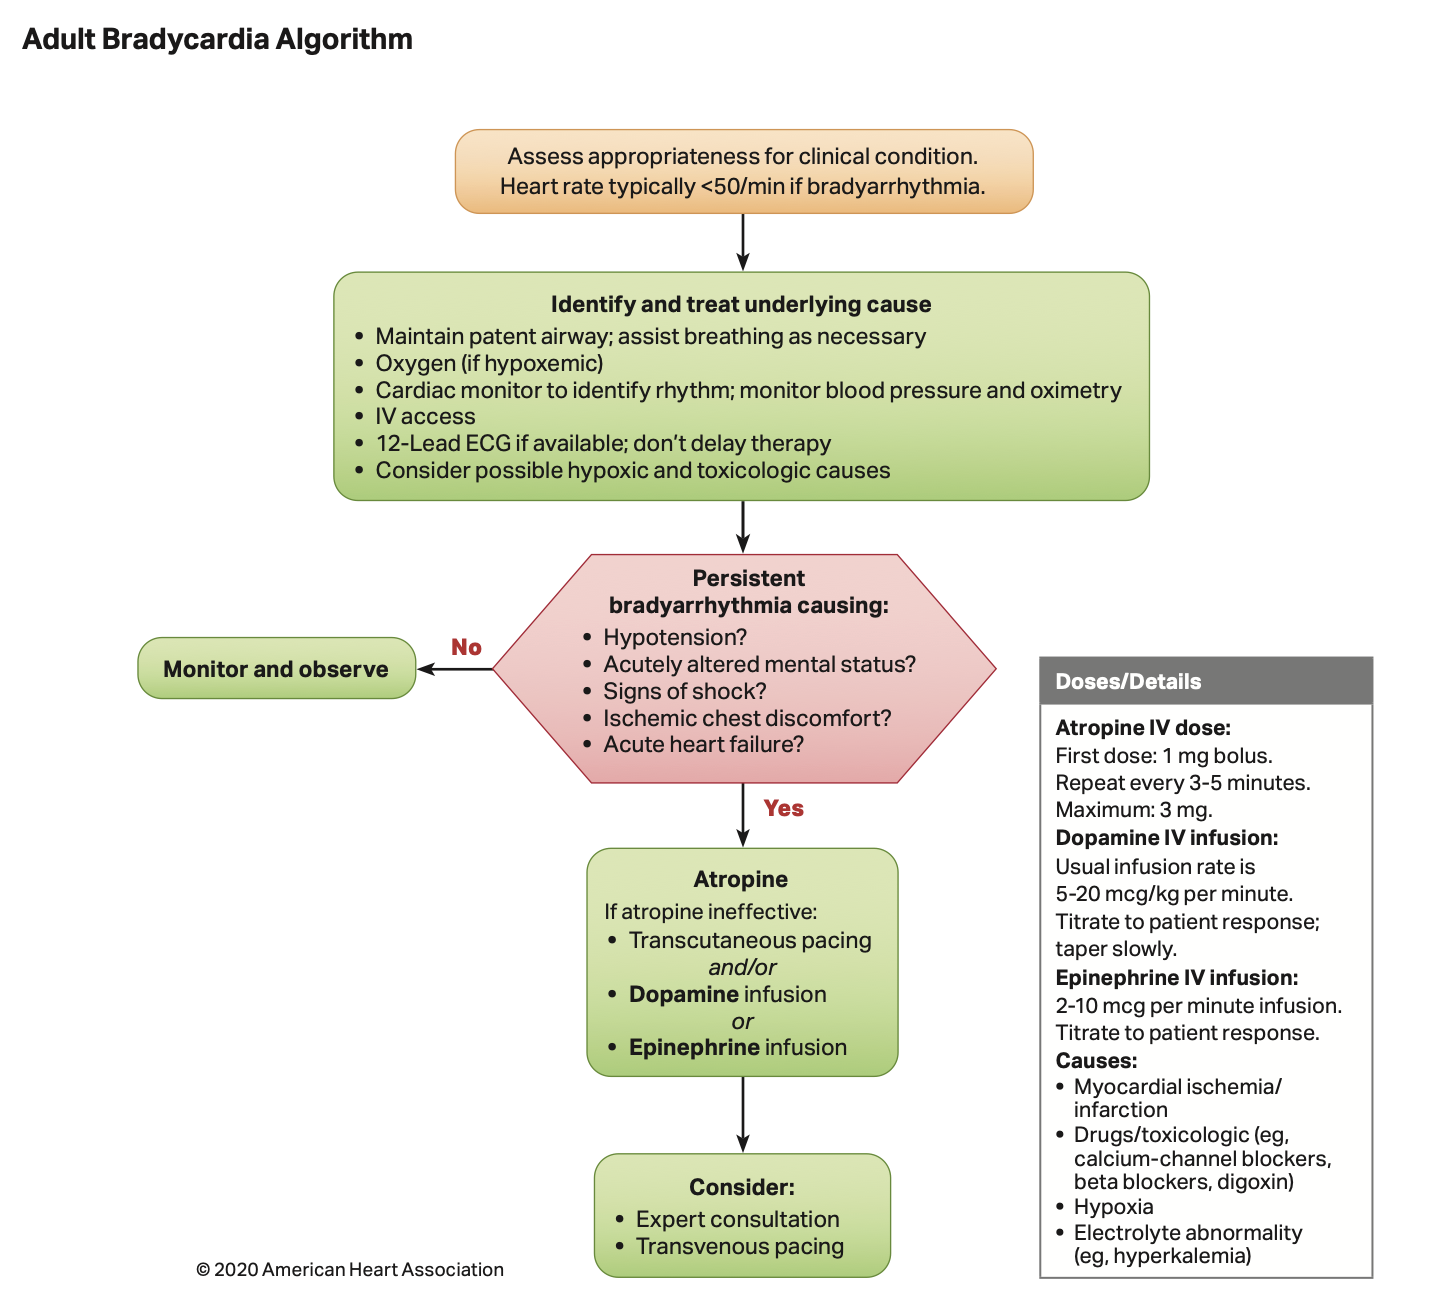 Adult Bradycardia Algorithm
Assess appropriateness for clinical condition.
Heart rate typically <50/min if bradyarrhythmia.
Identify and treat underlying cause
• Maintain patent airway; assist breathing as necessary
• Oxygen (if hypoxemic)
• Cardiac monitor to identify rhythm; monitor blood pressure and oximetry
• IV access
• 12-Lead ECG if available; don’t delay therapy
• Consider possible hypoxic and toxicologic causes
Persistent
bradyarrhythmia causing:
• Hypotension?
• Acutely altered mental status?
• Signs of shock?
• Ischemic chest discomfort?
• Acute heart failure?
No
Monitor and observe
Yes
Atropine
If atropine ineffective:
• Transcutaneous pacing
and/or
• Dopamine infusion
or
• Epinephrine infusion
Consider:
• Expert consultation
• Transvenous pacing
Doses/Details
Atropine IV dose:
First dose: 1 mg bolus.
Repeat every 3-5 minutes.
Maximum: 3 mg.
Dopamine IV infusion:
Usual infusion rate is
5-20 mcg/kg per minute.
Titrate to patient response;
taper slowly.
Epinephrine IV infusion:
2-10 mcg per minute infusion.
Titrate to patient response.
Causes:
• Myocardial ischemia/
infarction
• Drugs/toxicologic (eg,
calcium-channel blockers,
beta blockers, digoxin)
• Hypoxia
• Electrolyte abnormality
(eg, hyperkalemia)
© 2020 American Heart Association